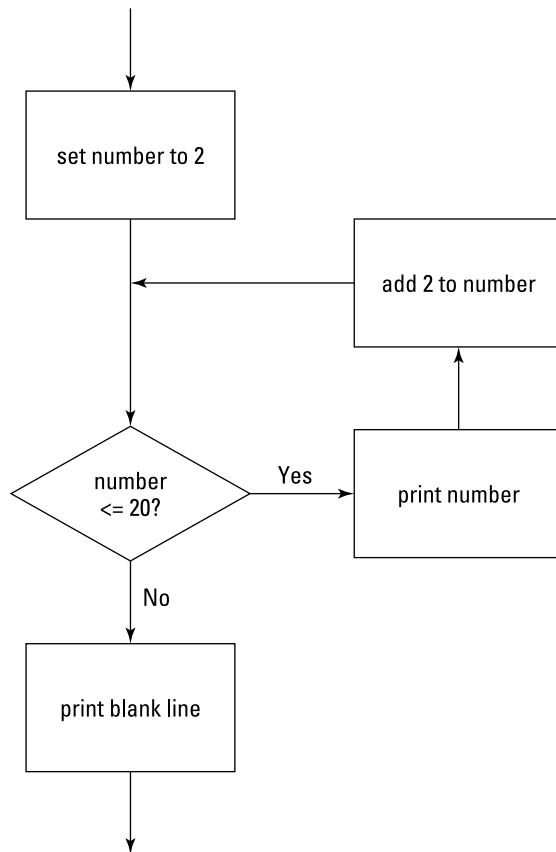 set number to 2
add 2 to number
number
<= 20?
Yes
print number
No
print blank line